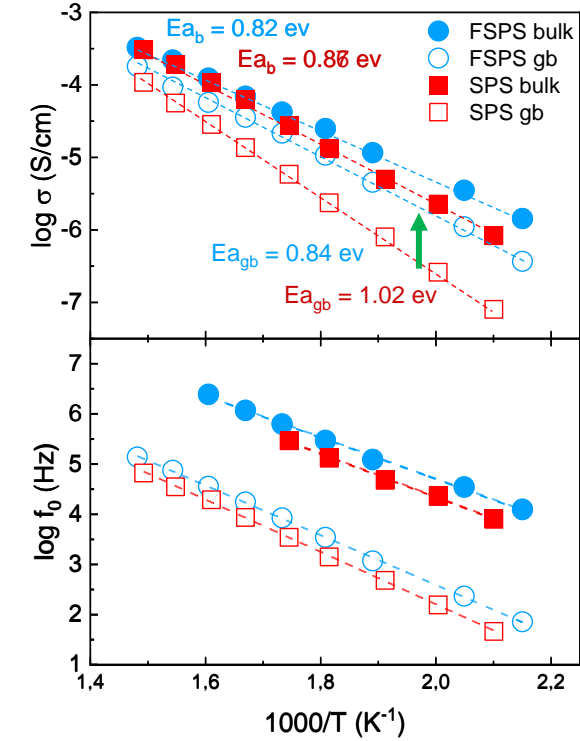 -3
-4
-5
-6
-7
log σ (S/cm)
Ea_b = 0.82 ev
Ea_gb = 0.84 ev
Ea_gb = 1.02 ev
FSPS bulk
FSPS gb
SPS bulk
SPS gb
7
6
5
4
3
2
1
log f_0 (Hz)
1,4
1,6
1,8
2,0
2,2
1000/T (K⁻¹)